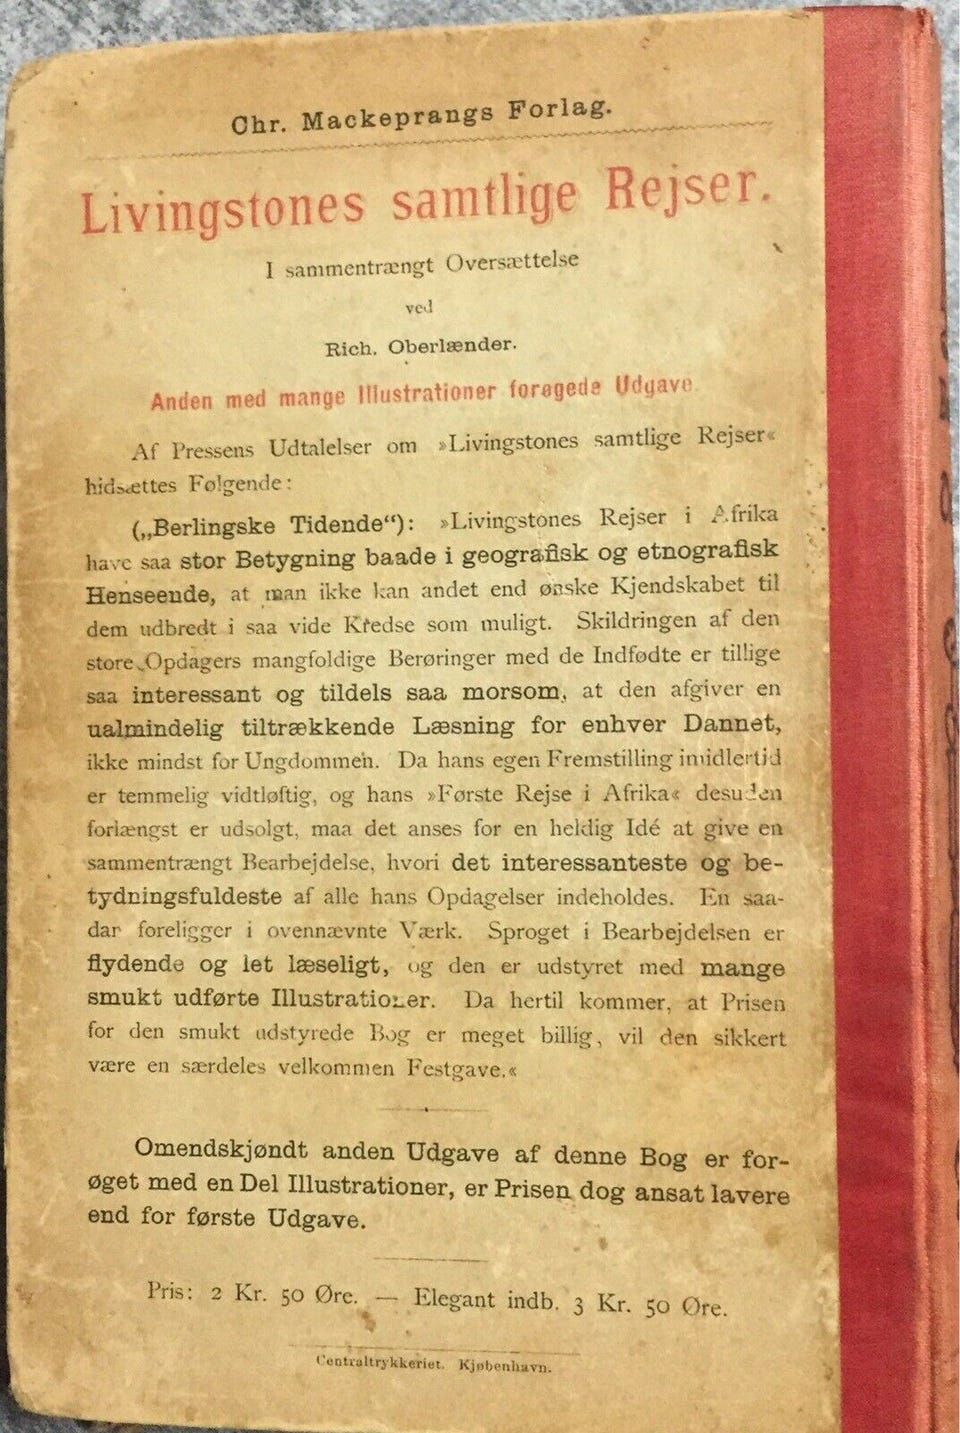 Chr. Mackeprangs Forlag.
Livingstones samtlige Rejser.
I sammentrængt Oversættelse
ved
Rich. Oberlænder.
Anden med mange Illustrationer forøgede Udgave.
Af Pressens Udtalelser om »Livingstones samtlige Rejser«
hidsættes Følgende:
(„Berlingske Tidende“): »Livingstones Rejser i Afrika
have saa stor Betygning baade i geografisk og etnografisk
Henseende, at man ikke kan andet end ønske Kjendskabet til
dem udbredt i saa vide Kredse som muligt. Skildringen af den
store Opdagers mangfoldige Berøringer med de Indfødte er tillige
saa interessant og tildels saa morsom, at den afgiver en
ualmindelig tiltrækkende Læsning for enhver Dannet,
ikke mindst for Ungdommen. Da hans egen Fremstilling imidlertid
er temmelig vidtløftig, og hans »Første Rejse i Afrika« desuden
forlængst er udsolgt, maa det anses for en heldig Idé at give en
sammentrængt Bearbejdelse, hvori det interessanteste og be-
tydningsfuldeste af alle hans Opdagelser indeholdes. En saa-
dar foreligger i ovennævnte Værk. Sproget i Bearbejdelsen er
flydende og let læseligt, og den er udstyret med mange
smukt udførte Illustrationer. Da hertil kommer, at Prisen
for den smukt udstyrede Bog er meget billig, vil den sikkert
være en særdeles velkommen Festgave.«
Omendskjøndt anden Udgave af denne Bog er for-
øget med en Del Illustrationer, er Prisen dog ansat lavere
end for første Udgave.
Pris: 2 Kr. 50 Øre. — Elegant indb. 3 Kr. 50 Øre.
Centraltrykkeriet. Kjøbenhavn.